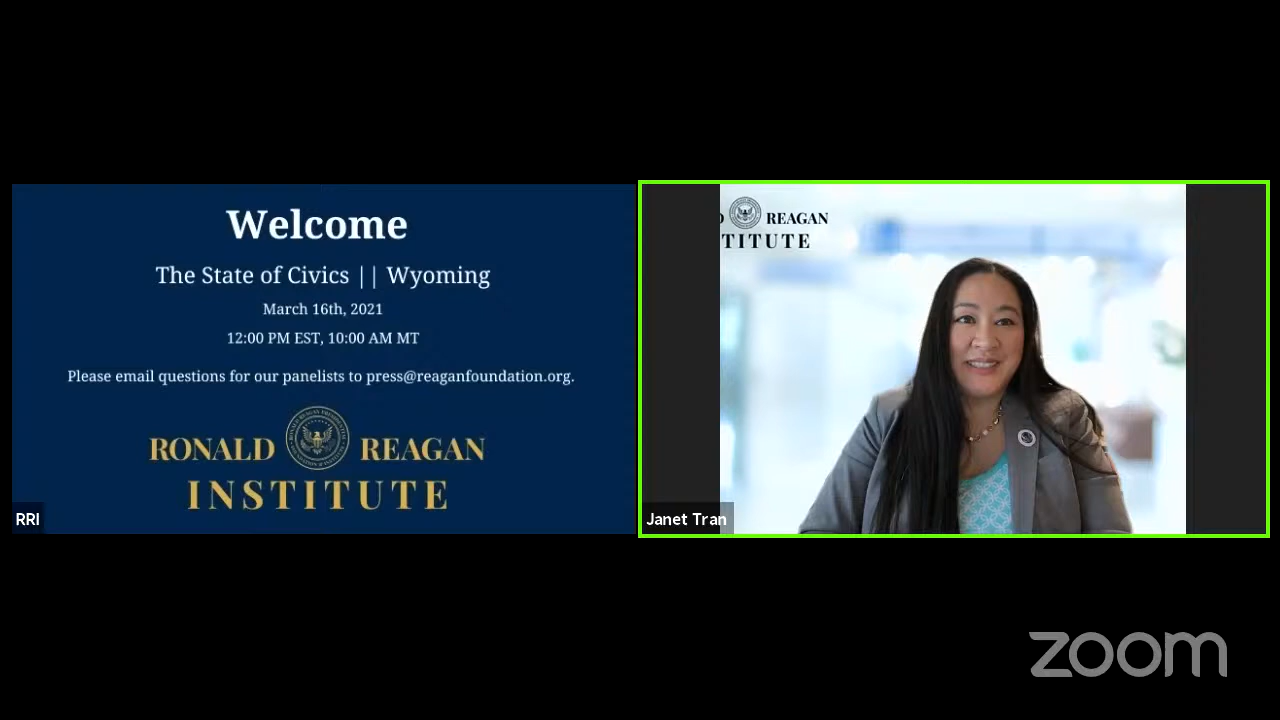 Welcome
The State of Civics || Wyoming
March 16th, 2021
12:00 PM EST, 10:00 AM MT
Please email questions for our panelists to press@reaganfoundation.org.
RONALD REAGAN
INSTITUTE
RRI
D REAGAN
TITUTE
Janet Tran
zoom